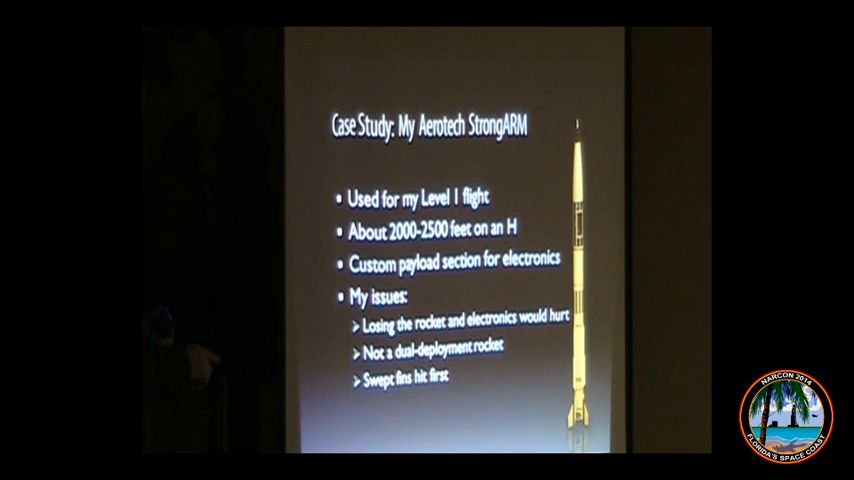 Case Study: My Aerotech StrongARM
▪ Used for my Level 1 flight
▪ About 2000-2500 feet on an H
▪ Custom payload section for electronics
▪ My issues:
➢ Losing the rocket and electronics would hurt
➢ Not a dual-deployment rocket
➢ Swept fins hit first
NARCON 2014
FLORIDA'S SPACE COAST